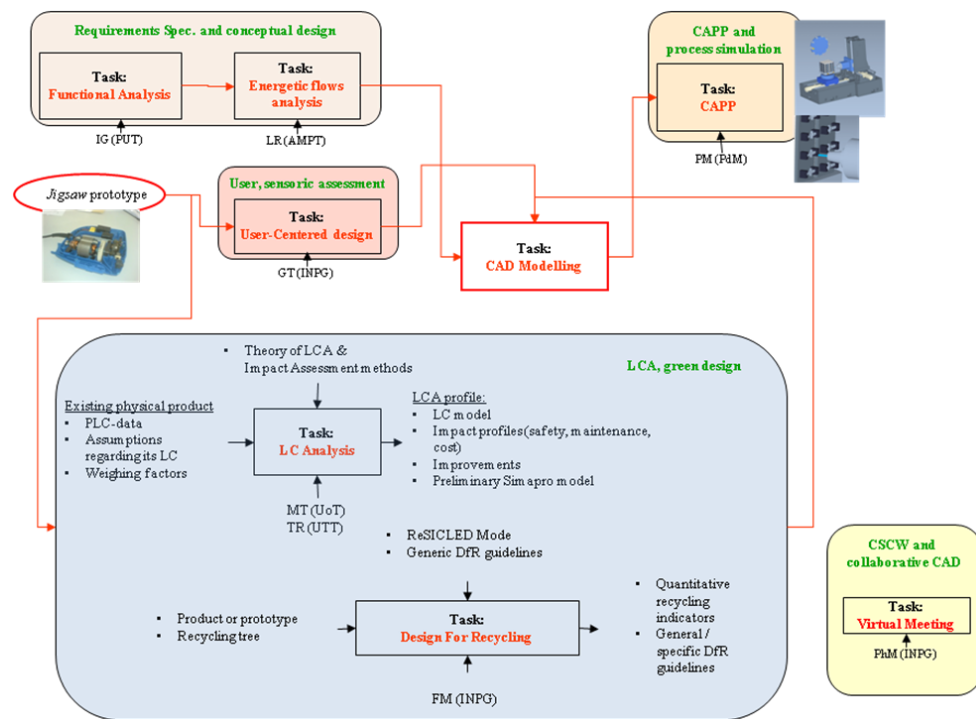 Requirements Spec. and conceptual design
Task:
Functional Analysis
Task:
Energetic flows
analysis
IG (PUT)
LR (AMPT)
CAPP and
process simulation
Task:
CAPP
PM (PdM)
Jigsaw prototype
User, sensoric assessment
Task:
User-Centered design
GT (INPG)
Task:
CAD Modelling
LCA, green design
▪ Theory of LCA &
Impact Assessment methods
Existing physical product
▪ PLC-data
▪ Assumptions
regarding its LC
▪ Weighing factors
Task:
LC Analysis
LCA profile:
▪ LC model
▪ Impact profiles (safety, maintenance,
cost)
▪ Improvements
▪ Preliminary Simapro model
MT (UoT)
TR (UTT)
▪ ReSICLED Mode
▪ Generic DfR guidelines
▪ Product or prototype
▪ Recycling tree
Task:
Design For Recycling
▪ Quantitative
recycling
indicators
▪ General /
specific DfR
guidelines
FM (INPG)
CSCW and
collaborative CAD
Task:
Virtual Meeting
PhM (INPG)